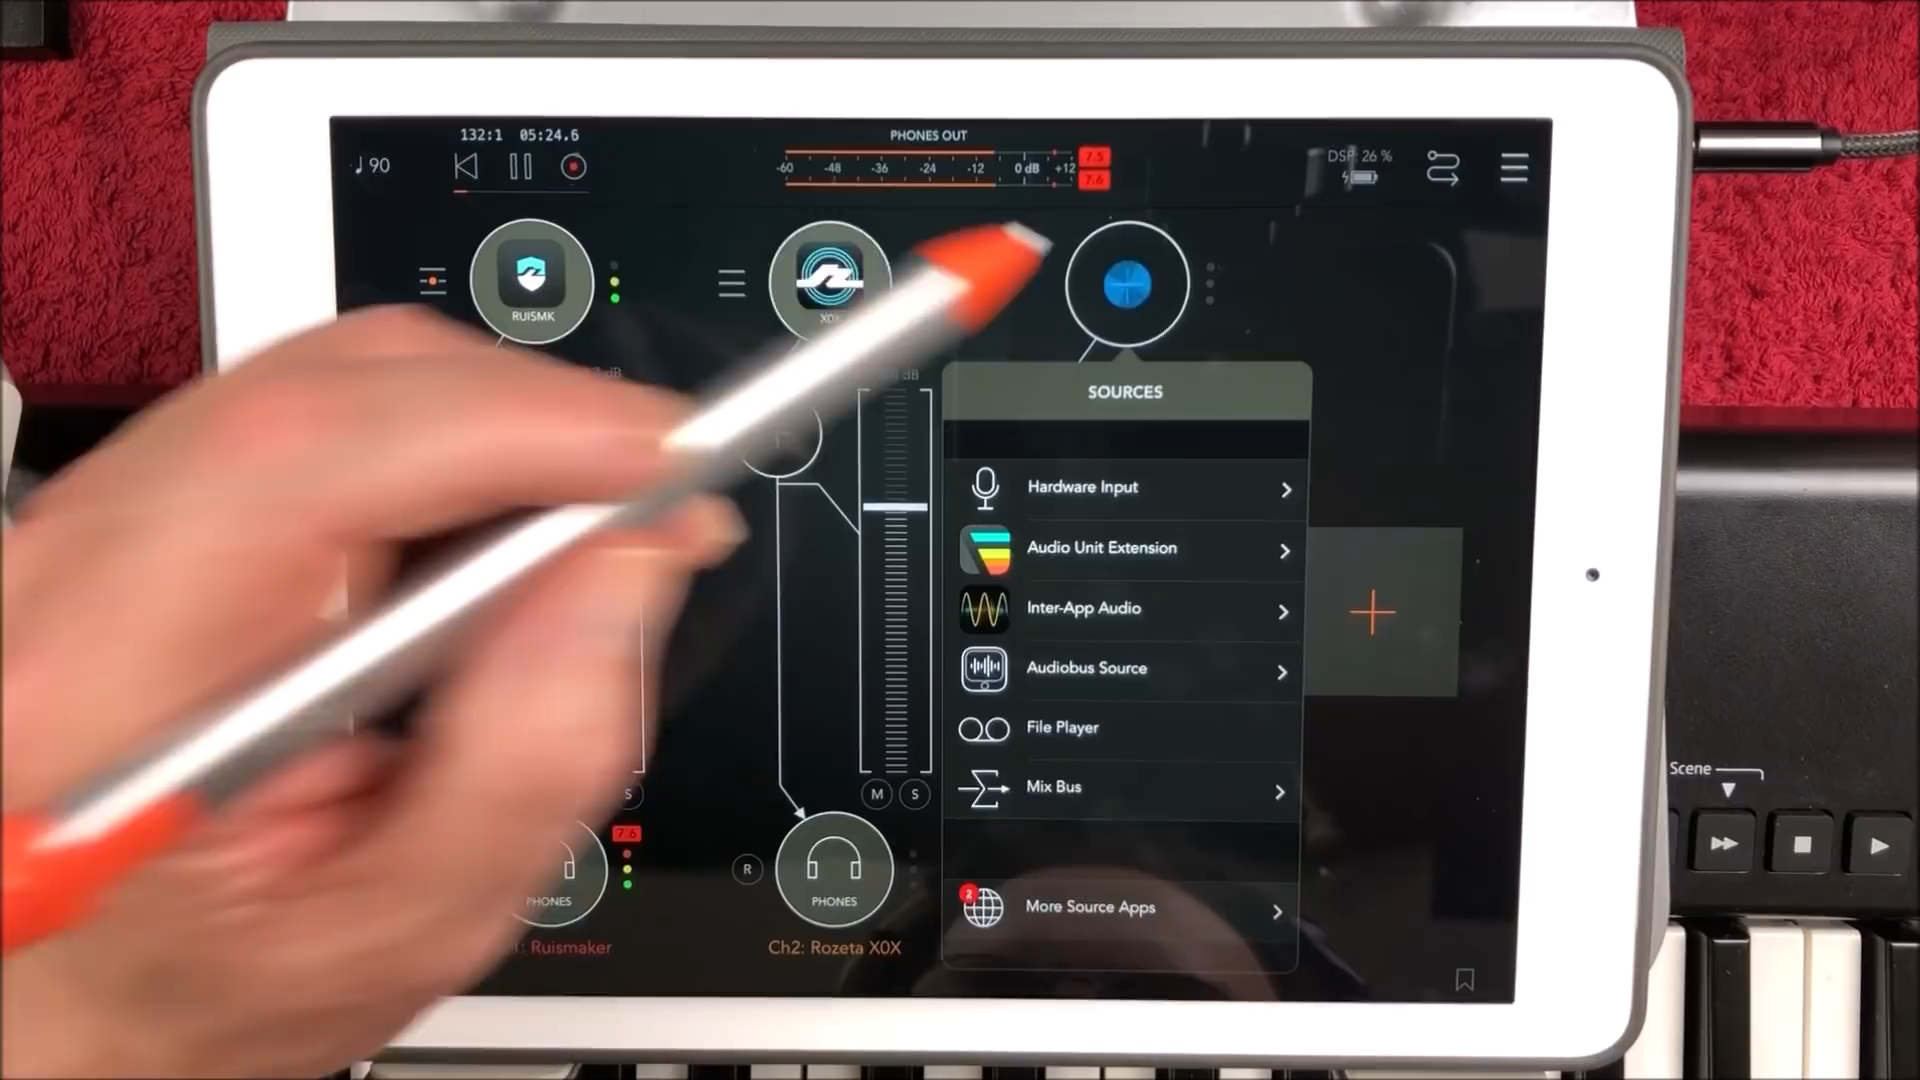 132:1 05:24.6
90
PHONES OUT
-60 -48 -36 -24 -12 0 dB +12
7.5
7.6
DSP: 26 %
RUISMK
dB
SOURCES
Hardware Input
Audio Unit Extension
Inter-App Audio
Audiobus Source
File Player
Mix Bus
2
More Source Apps
S
M S
7.6
R
PHONES
PHONES
Ruismaker
Ch2: Rozeta X0X
Scene